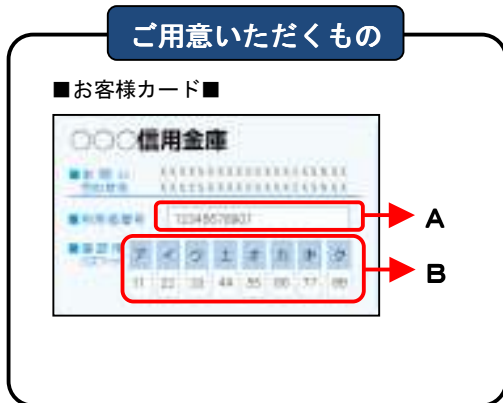 ご用意いただくもの
■お客様カード■
○○○信用金庫
12345678901
A
ア イ ウ エ オ カ キ ク
B
11 22 33 44 55 66 77 88